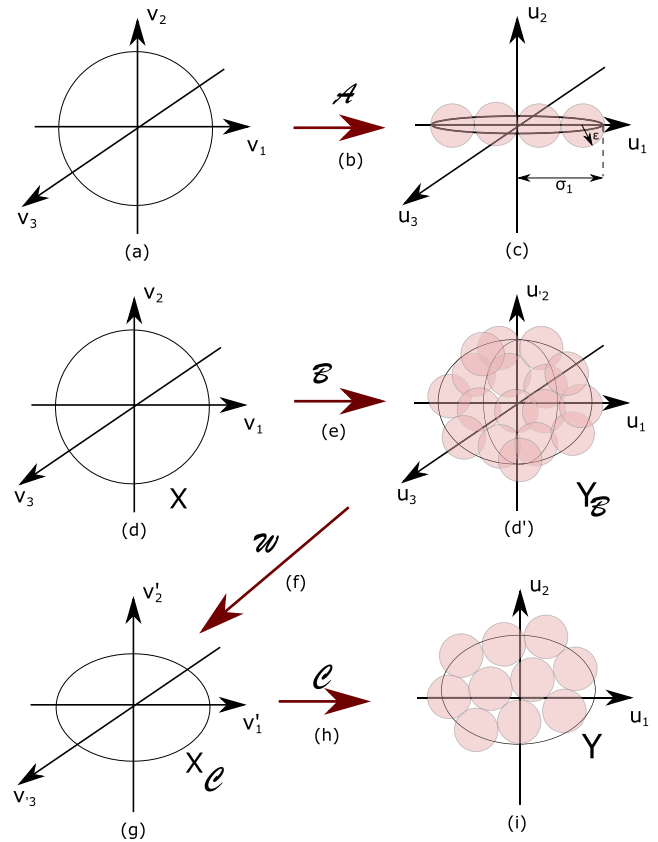 v2
u2
𝒜
v1
ε
u1
(b)
σ1
v3
u3
(a)
(c)
v2
u'2
ℬ
v1
u1
(e)
v3
X
u3
Yℬ
(d)
(d')
𝒲
(f)
v'2
u2
𝒞
v'1
u1
(h)
X𝒞
Y
v'3
(g)
(i)